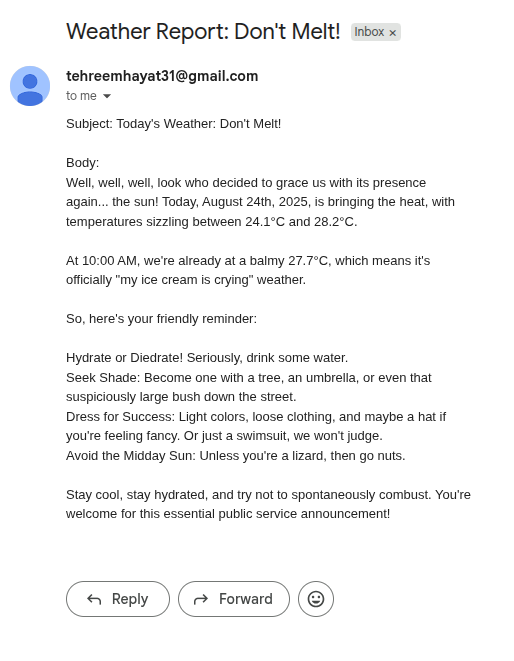 Weather Report: Don't Melt! Inbox ×
tehreemhayat31@gmail.com
to me
Subject: Today's Weather: Don't Melt!
Body:
Well, well, well, look who decided to grace us with its presence
again... the sun! Today, August 24th, 2025, is bringing the heat, with
temperatures sizzling between 24.1°C and 28.2°C.
At 10:00 AM, we're already at a balmy 27.7°C, which means it's
officially "my ice cream is crying" weather.
So, here's your friendly reminder:
Hydrate or Diedrate! Seriously, drink some water.
Seek Shade: Become one with a tree, an umbrella, or even that
suspiciously large bush down the street.
Dress for Success: Light colors, loose clothing, and maybe a hat if
you're feeling fancy. Or just a swimsuit, we won't judge.
Avoid the Midday Sun: Unless you're a lizard, then go nuts.
Stay cool, stay hydrated, and try not to spontaneously combust. You're
welcome for this essential public service announcement!
Reply Forward